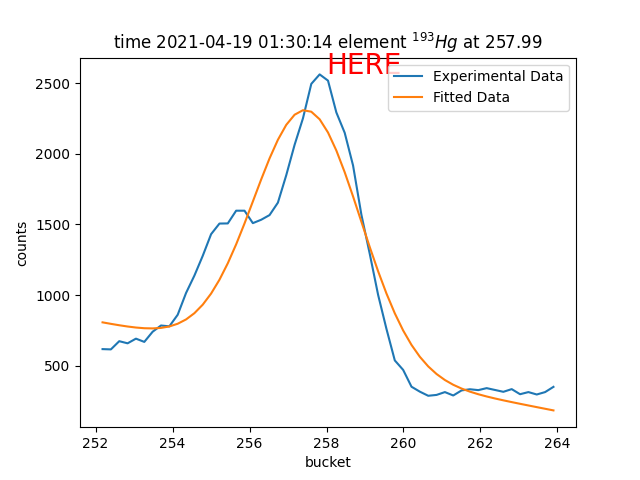 time 2021-04-19 01:30:14 element ¹⁹³Hg at 257.99
HERE
Experimental Data
Fitted Data
2500
2000
1500
1000
500
counts
252 254 256 258 260 262 264
bucket